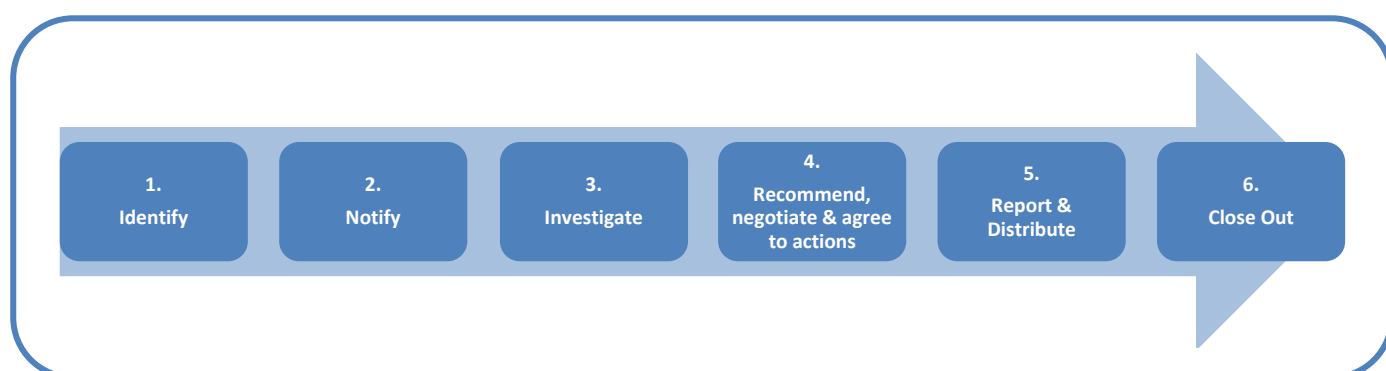 1.
Identify
2.
Notify
3.
Investigate
4.
Recommend,
negotiate & agree
to actions
5.
Report &
Distribute
6.
Close Out